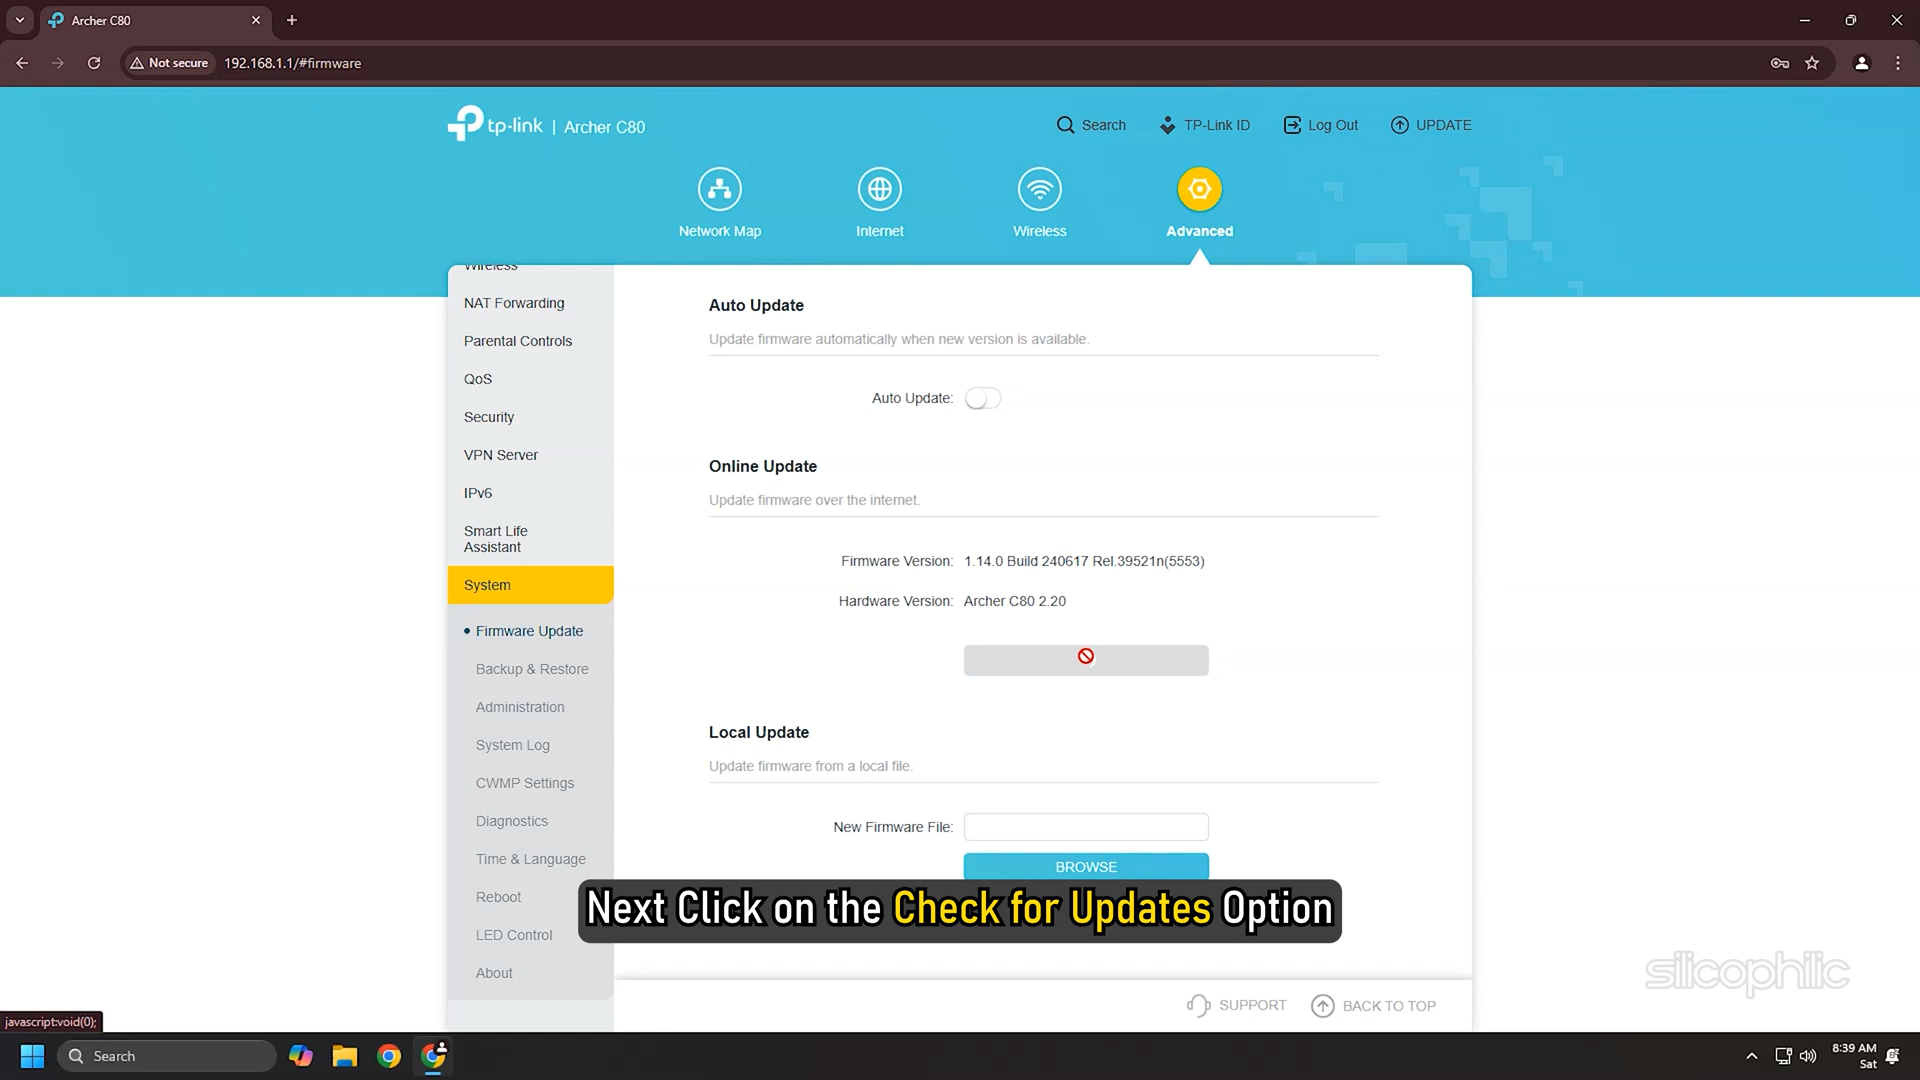 Archer C80
Not secure
192.168.1.1/#firmware
tp-link | Archer C80
Search
TP-Link ID
Log Out
UPDATE
Network Map
Internet
Wireless
Advanced
Wireless
NAT Forwarding
Parental Controls
QoS
Security
VPN Server
IPv6
Smart Life
Assistant
System
Firmware Update
Backup & Restore
Administration
System Log
CWMP Settings
Diagnostics
Time & Language
Reboot
LED Control
About
Auto Update
Update firmware automatically when new version is available.
Auto Update:
Online Update
Update firmware over the internet.
Firmware Version: 1.14.0 Build 240617 Rel.39521n(5553)
Hardware Version: Archer C80 2.20
Local Update
Update firmware from a local file.
New Firmware File:
BROWSE
Next Click on the Check for Updates Option
silicophilic
SUPPORT
BACK TO TOP
javascript:void(0);
Search
8:39 AM
Sat